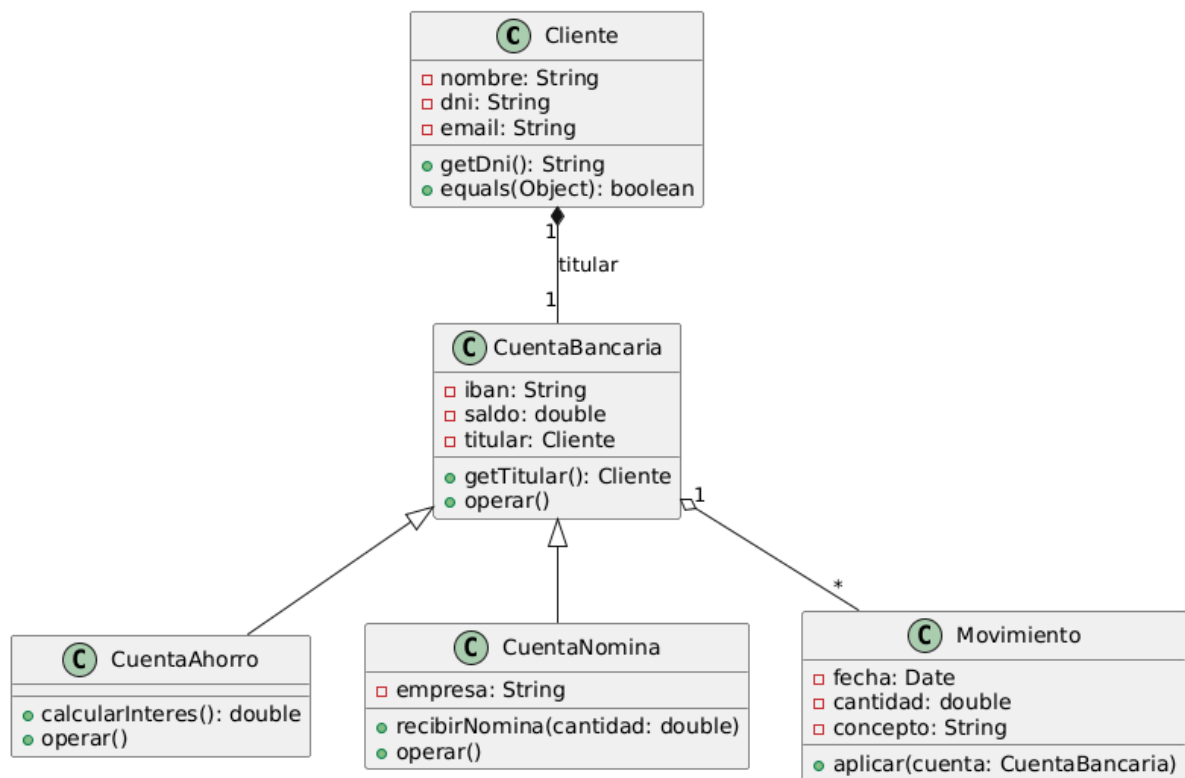 C Cliente
nombre: String
dni: String
email: String
getDni(): String
equals(Object): boolean
1
titular
1
C CuentaBancaria
iban: String
saldo: double
titular: Cliente
getTitular(): Cliente
operar()
1
*
C CuentaAhorro
calcularInteres(): double
operar()
C CuentaNomina
empresa: String
recibirNomina(cantidad: double)
operar()
C Movimiento
fecha: Date
cantidad: double
concepto: String
aplicar(cuenta: CuentaBancaria)